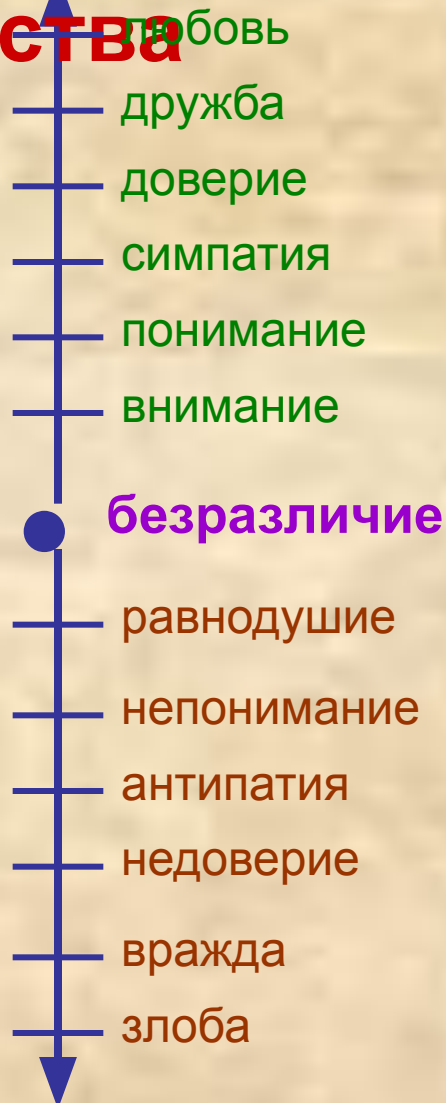 ства
любовь
дружба
доверие
симпатия
понимание
внимание
безразличие
равнодушие
непонимание
антипатия
недоверие
вражда
злоба